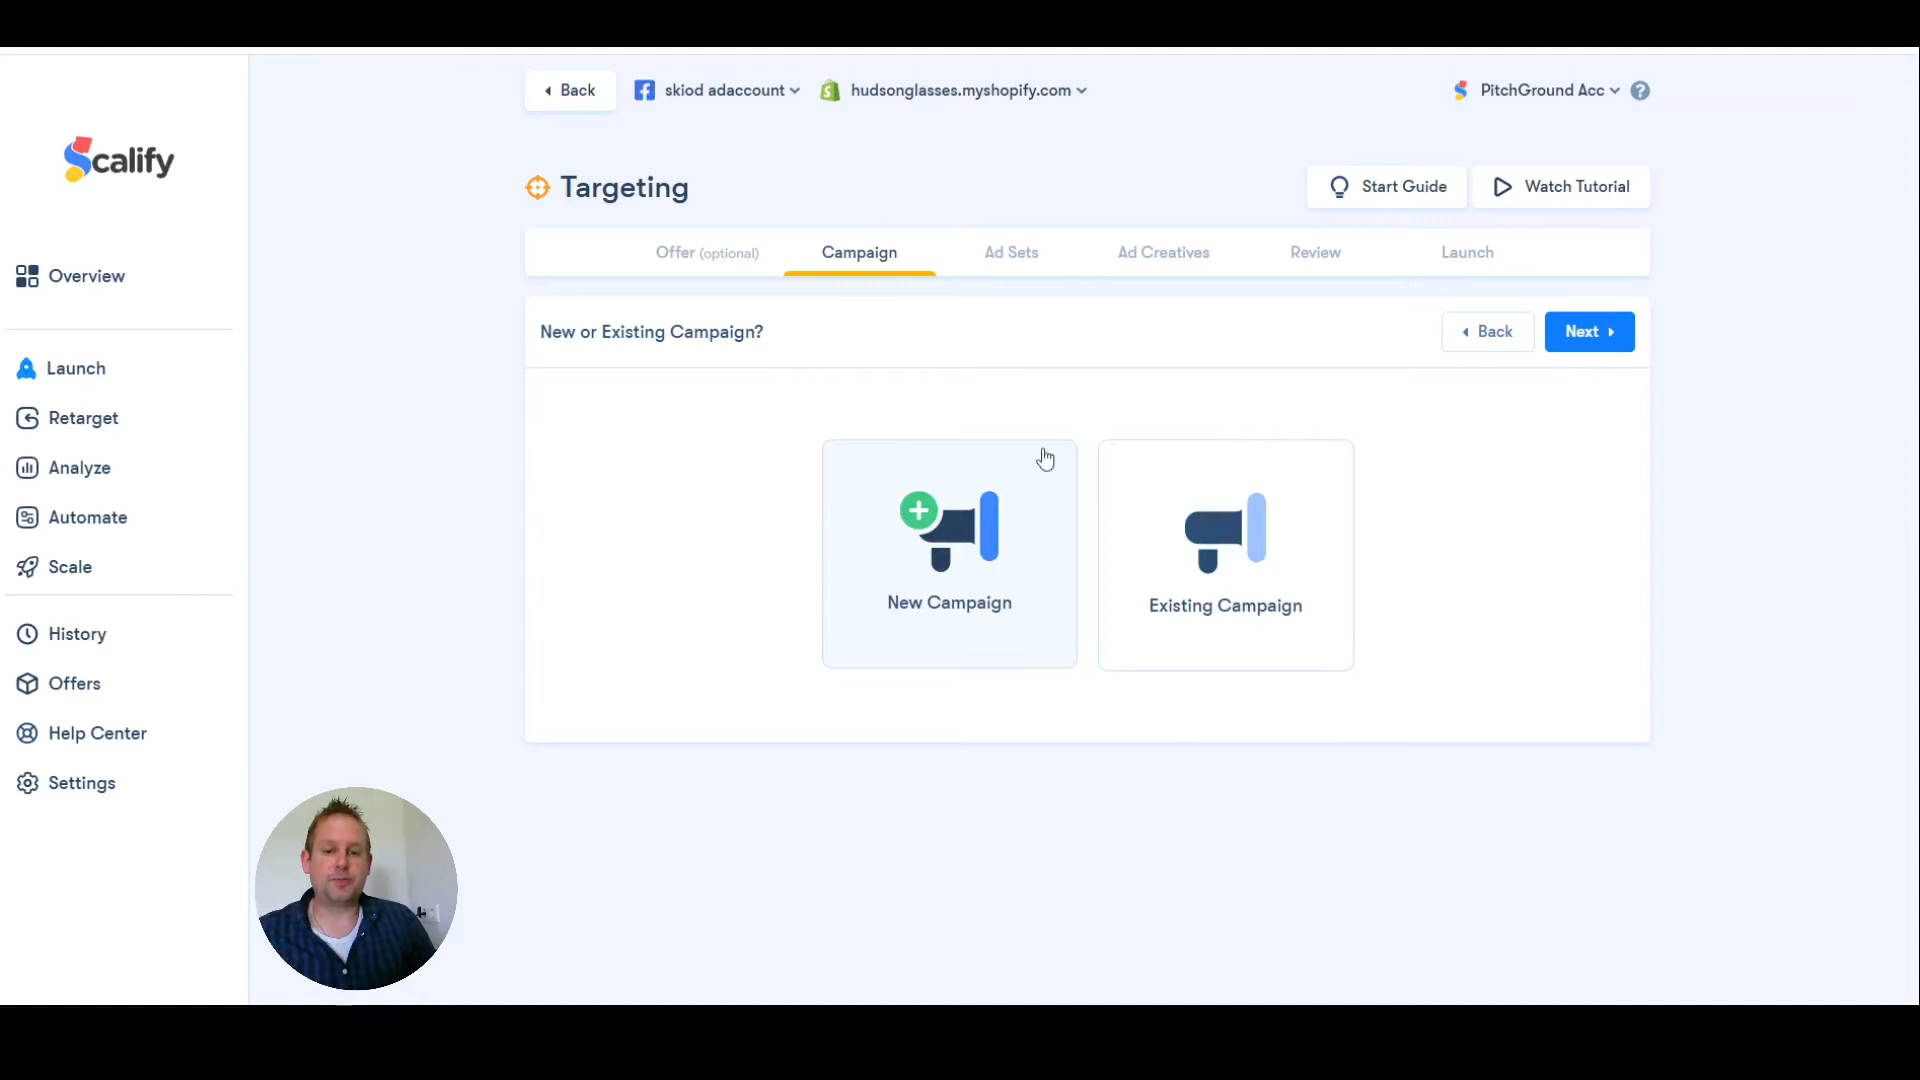 Back
skiod adaccount
hudsonglasses.myshopify.com
PitchGround Acc
?
Scalify
Targeting
Start Guide
Watch Tutorial
Offer (optional)
Campaign
Ad Sets
Ad Creatives
Review
Launch
New or Existing Campaign?
Back
Next
New Campaign
Existing Campaign
Overview
Launch
Retarget
Analyze
Automate
Scale
History
Offers
Help Center
Settings